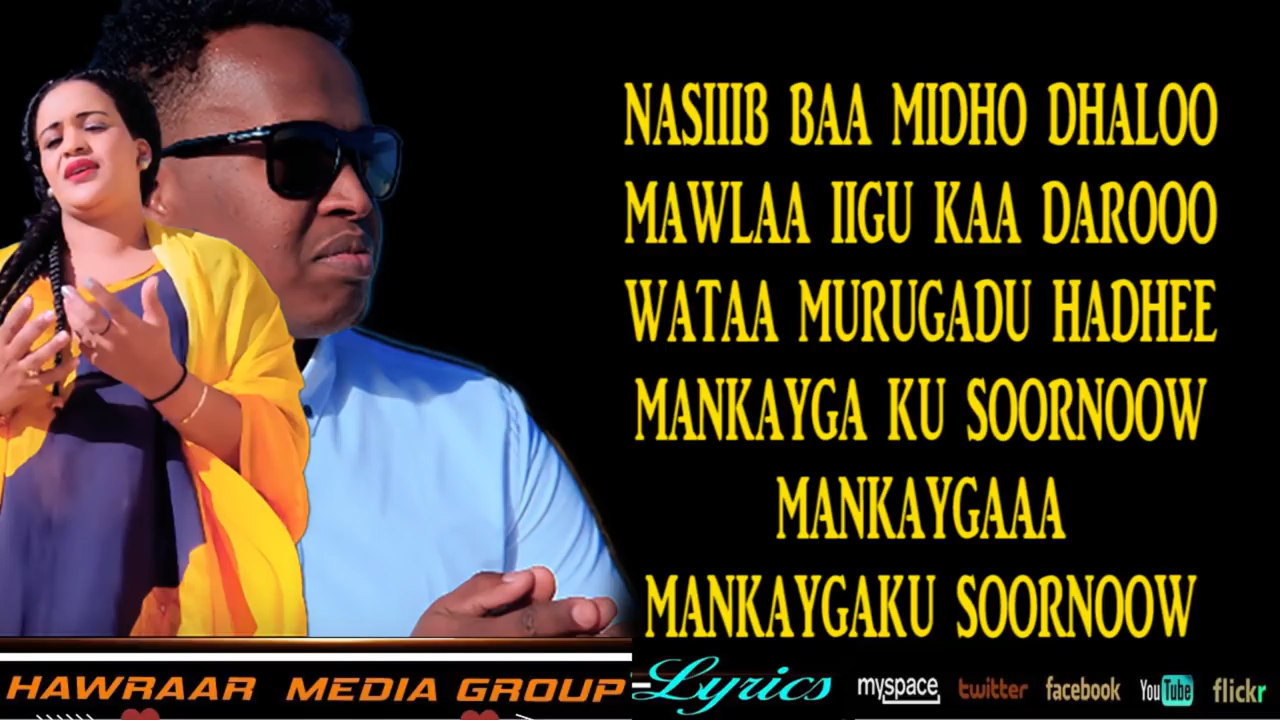 NASIIIB BAA MIDHO DHALOO
MAWLAA IIGU KAA DAROOO
WATAA MURUGADU HADHEE
MANKAYGA KU SOORNOOW
MANKAYGAAA
MANKAYGAKU SOORNOOW
HAWRAAR MEDIA GROUP Lyrics myspace twitter facebook YouTube flickr